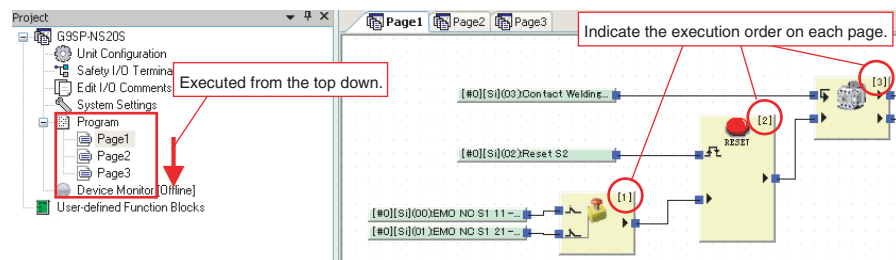 Project
G9SP-NS20S
Unit Configuration
Safety I/O Termina
Edit I/O Comments
System Settings
Program
Page1
Page2
Page3
Device Monitor [Offline]
User-defined Function Blocks
Executed from the top down.
Page1 Page2 Page3
Indicate the execution order on each page.
[#0][Si](03):Contact Welding...
[3]
[2]
RESET
[#0][Si](02):Reset S2
[1]
[#0][Si](00):EMO NC S1 11-...
[#0][Si](01):EMO NC S1 21-...